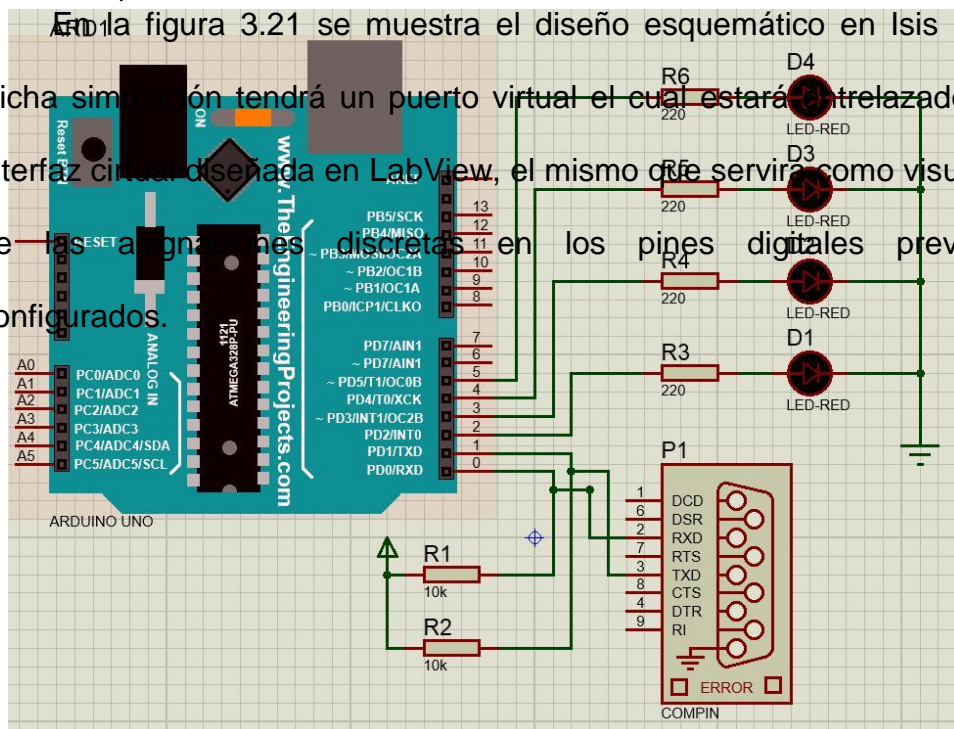 En la figura 3.21 se muestra el diseño esquemático en Isis
icha simulación tendrá un puerto virtual el cual estará entrelazado
terfaz cirtual diseñada en LabView, el mismo que servirá como visu
e las asignaciones discretas en los pines digitales prev
onfigurados.
ARD1
Reset
ON
www.TheEngineeringProjects.com
AREF
RESET
PB5/SCK 13
PB4/MISO 12
~ PB3/MOSI/OC2A 11
~ PB2/OC1B 10
~ PB1/OC1A 9
PB0/ICP1/CLKO 8
1121
ATMEGA328P-PU
ANALOG IN
PD7/AIN1 7
~ PD7/AIN1 6
~ PD5/T1/OC0B 5
PD4/T0/XCK 4
~ PD3/INT1/OC2B 3
PD2/INT0 2
PD1/TXD 1
PD0/RXD 0
A0 PC0/ADC0
A1 PC1/ADC1
A2 PC2/ADC2
A3 PC3/ADC3
A4 PC4/ADC4/SDA
A5 PC5/ADC5/SCL
ARDUINO UNO
R6
220
D4
LED-RED
R5
220
D3
LED-RED
R4
220
D2
LED-RED
R3
220
D1
LED-RED
R1
10k
R2
10k
P1
1 DCD
6 DSR
2 RXD
7 RTS
3 TXD
8 CTS
4 DTR
9 RI
ERROR
COMPIN